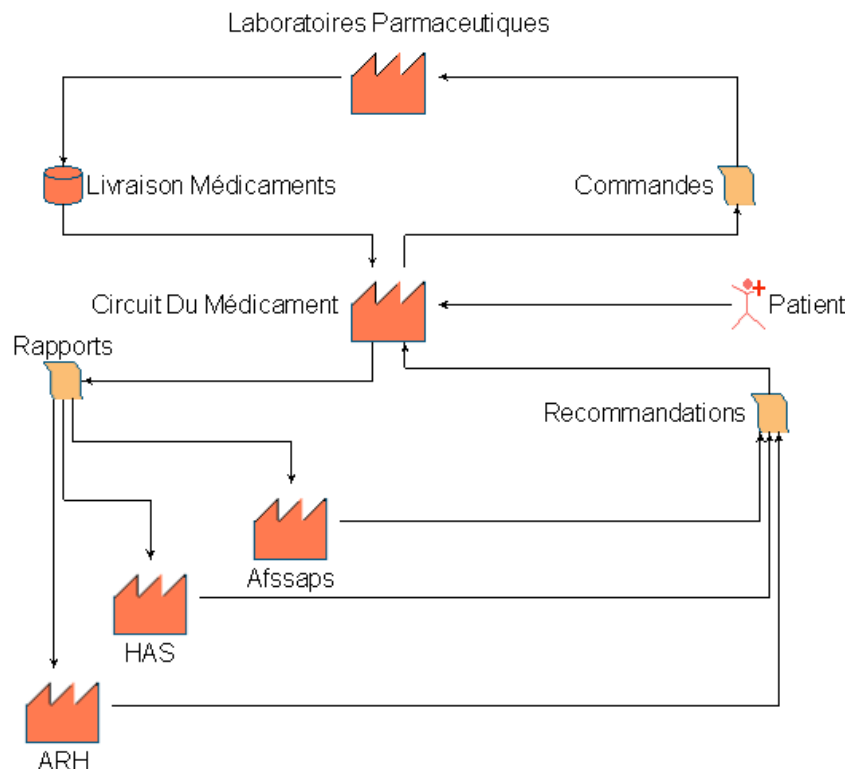 Laboratoires Parmaceutiques
Livraison Médicaments
Commandes
Circuit Du Médicament
Patient
Rapports
Recommandations
Afssaps
HAS
ARH